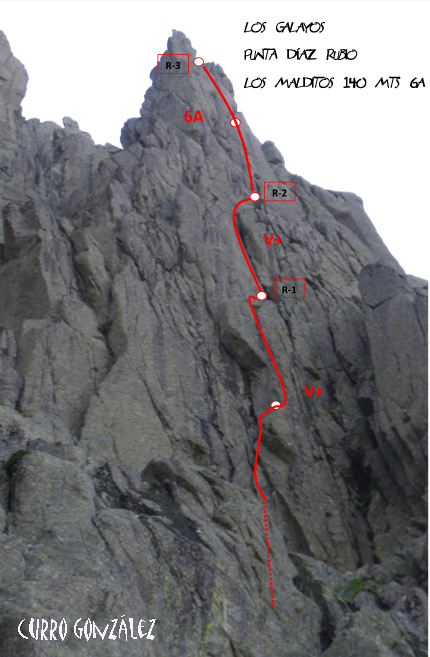 LOS GALAYOS
PUNTA DÍAZ RUBIO
LOS MALDITOS 140 MTS 6A
R-3
6A
R-2
V+
R-1
V+
CURRO GONZÁLEZ